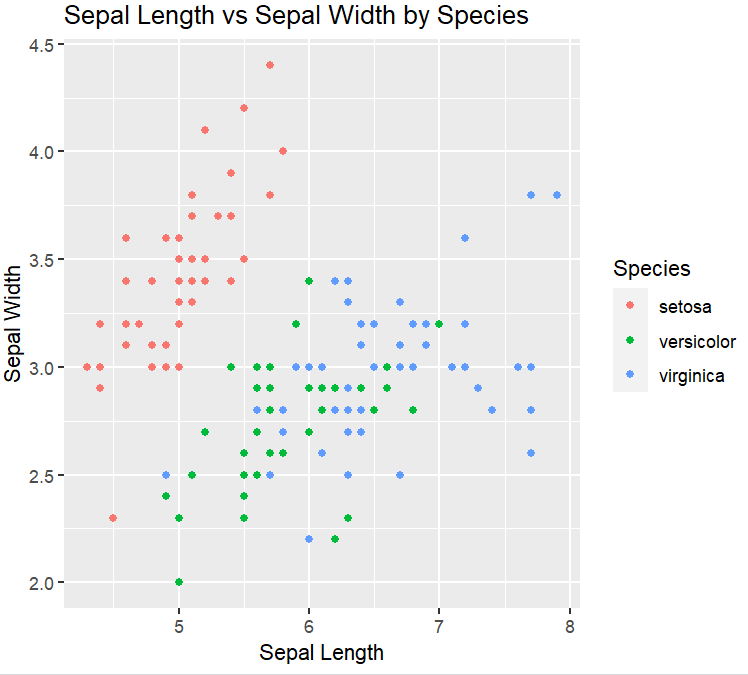 Sepal Length vs Sepal Width by Species
4.5
4.0
3.5
3.0
2.5
2.0
Sepal Width
5 6 7 8
Sepal Length
Species
setosa
versicolor
virginica